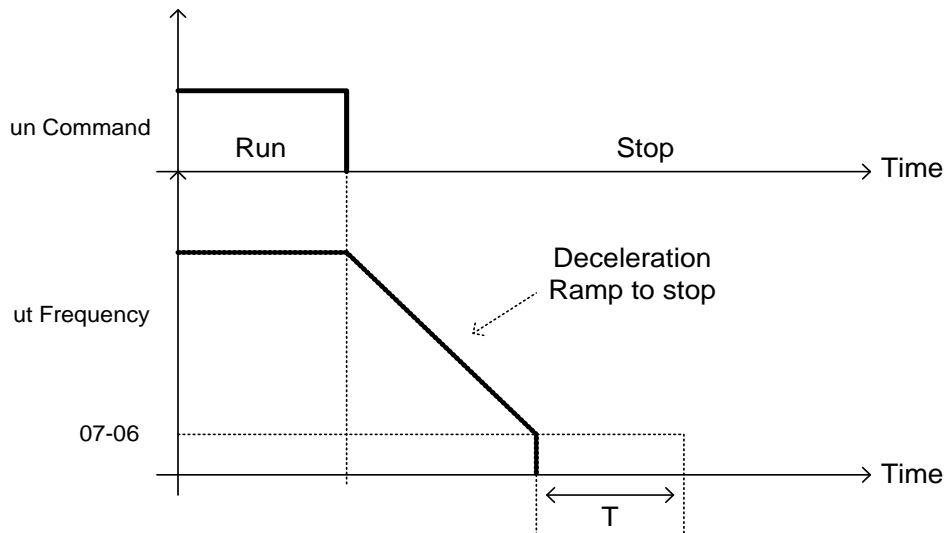 un Command
Run
Stop
Time
Deceleration
Ramp to stop
ut Frequency
07-06
Time
T